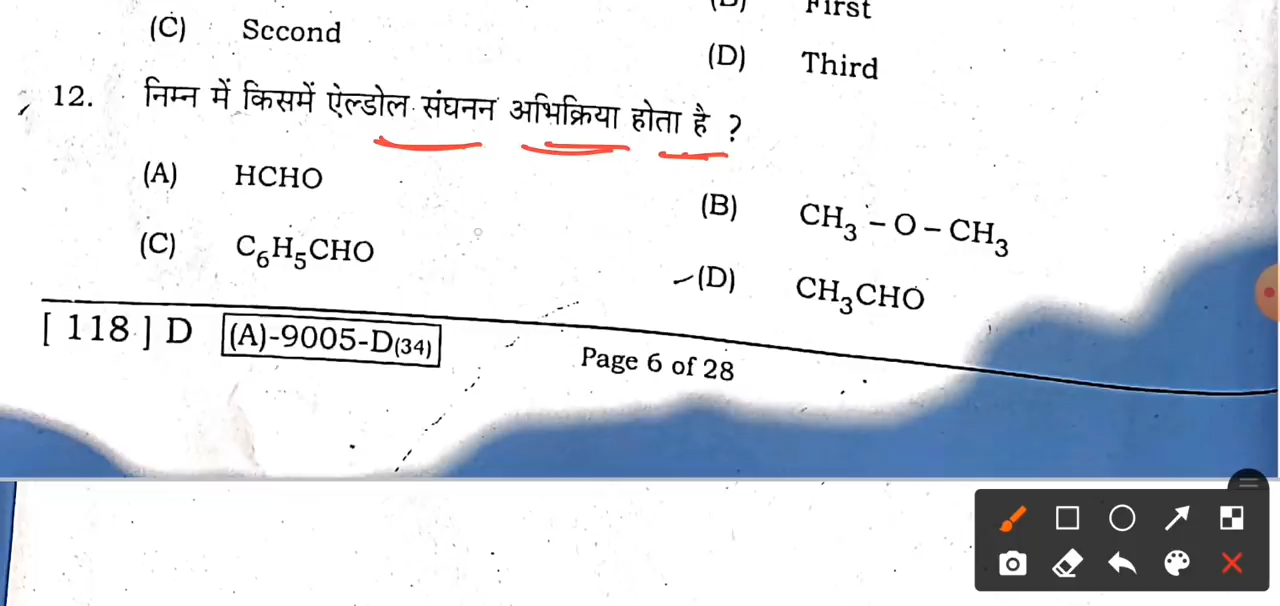 (C) Second
First
(D) Third
12. निम्न में किसमें ऐल्डोल संघनन अभिक्रिया होता है ?
(A) HCHO
(B) CH₃ – O – CH₃
(C) C₆H₅CHO
(D) CH₃CHO
[ 118 ] D (A)-9005-D(34)
Page 6 of 28